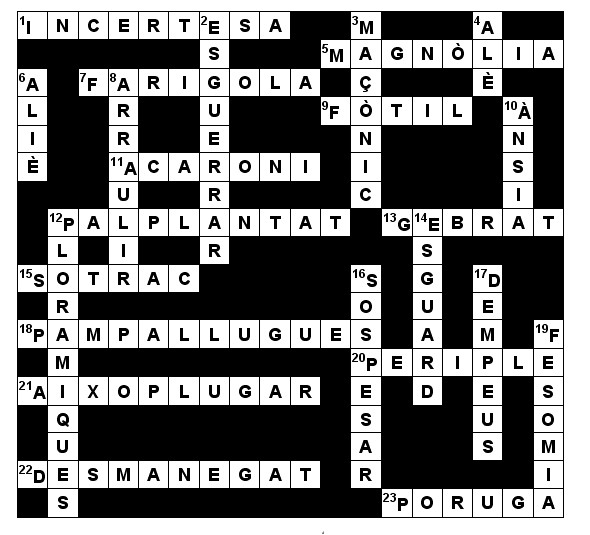 1I N C E R T 2E S A 3M 4A
S 5M A G N Ò L I A
6A 7F 8A R I G O L A Ç È
L R U 9F Ò T I L 10À
I R E N N
È 11A C A R O N I I S
U R C I
12P A L P L A N T A T 13G 14E B R A T
L I R S
15S O T R A C 16S G 17D
R O U E
18P A M P A L L U G U E S A M 19F
M 20P E R I P L E
21A I X O P L U G A R E D E S
Q S U O
U A S M
22D E S M A N E G A T R I
S 23P O R U G A